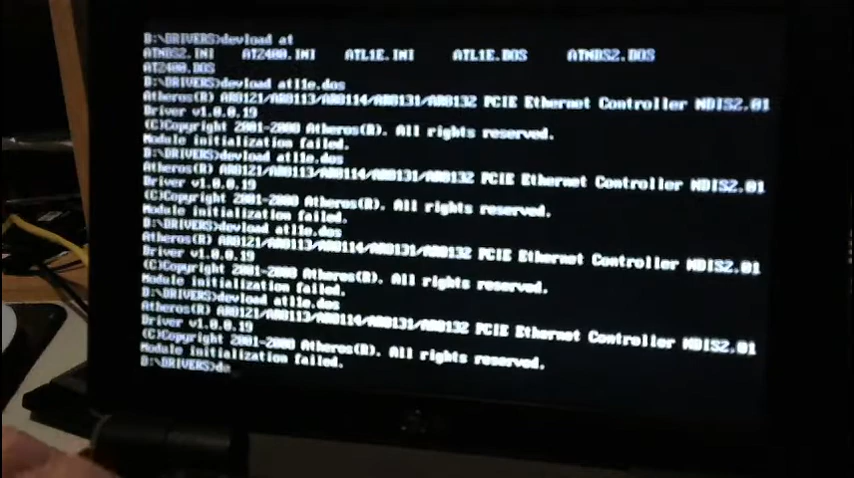 D:\DRIVERS>devload at
ATNDS2.INI AT2400.INI ATL1E.INI ATL1E.DOS ATNDS2.DOS
AT2400.DOS
D:\DRIVERS>devload atl1e.dos
Atheros(R) AR8121/AR8113/AR8114/AR8131/AR8132 PCIE Ethernet Controller NDIS2.01
Driver v1.0.0.19
(C)Copyright 2001-2008 Atheros(R). All rights reserved.
Module initialization failed.
D:\DRIVERS>devload atl1e.dos
Atheros(R) AR8121/AR8113/AR8114/AR8131/AR8132 PCIE Ethernet Controller NDIS2.01
Driver v1.0.0.19
(C)Copyright 2001-2008 Atheros(R). All rights reserved.
Module initialization failed.
D:\DRIVERS>devload atl1e.dos
Atheros(R) AR8121/AR8113/AR8114/AR8131/AR8132 PCIE Ethernet Controller NDIS2.01
Driver v1.0.0.19
(C)Copyright 2001-2008 Atheros(R). All rights reserved.
Module initialization failed.
D:\DRIVERS>devload atl1e.dos
Atheros(R) AR8121/AR8113/AR8114/AR8131/AR8132 PCIE Ethernet Controller NDIS2.01
Driver v1.0.0.19
(C)Copyright 2001-2008 Atheros(R). All rights reserved.
Module initialization failed.
D:\DRIVERS>de